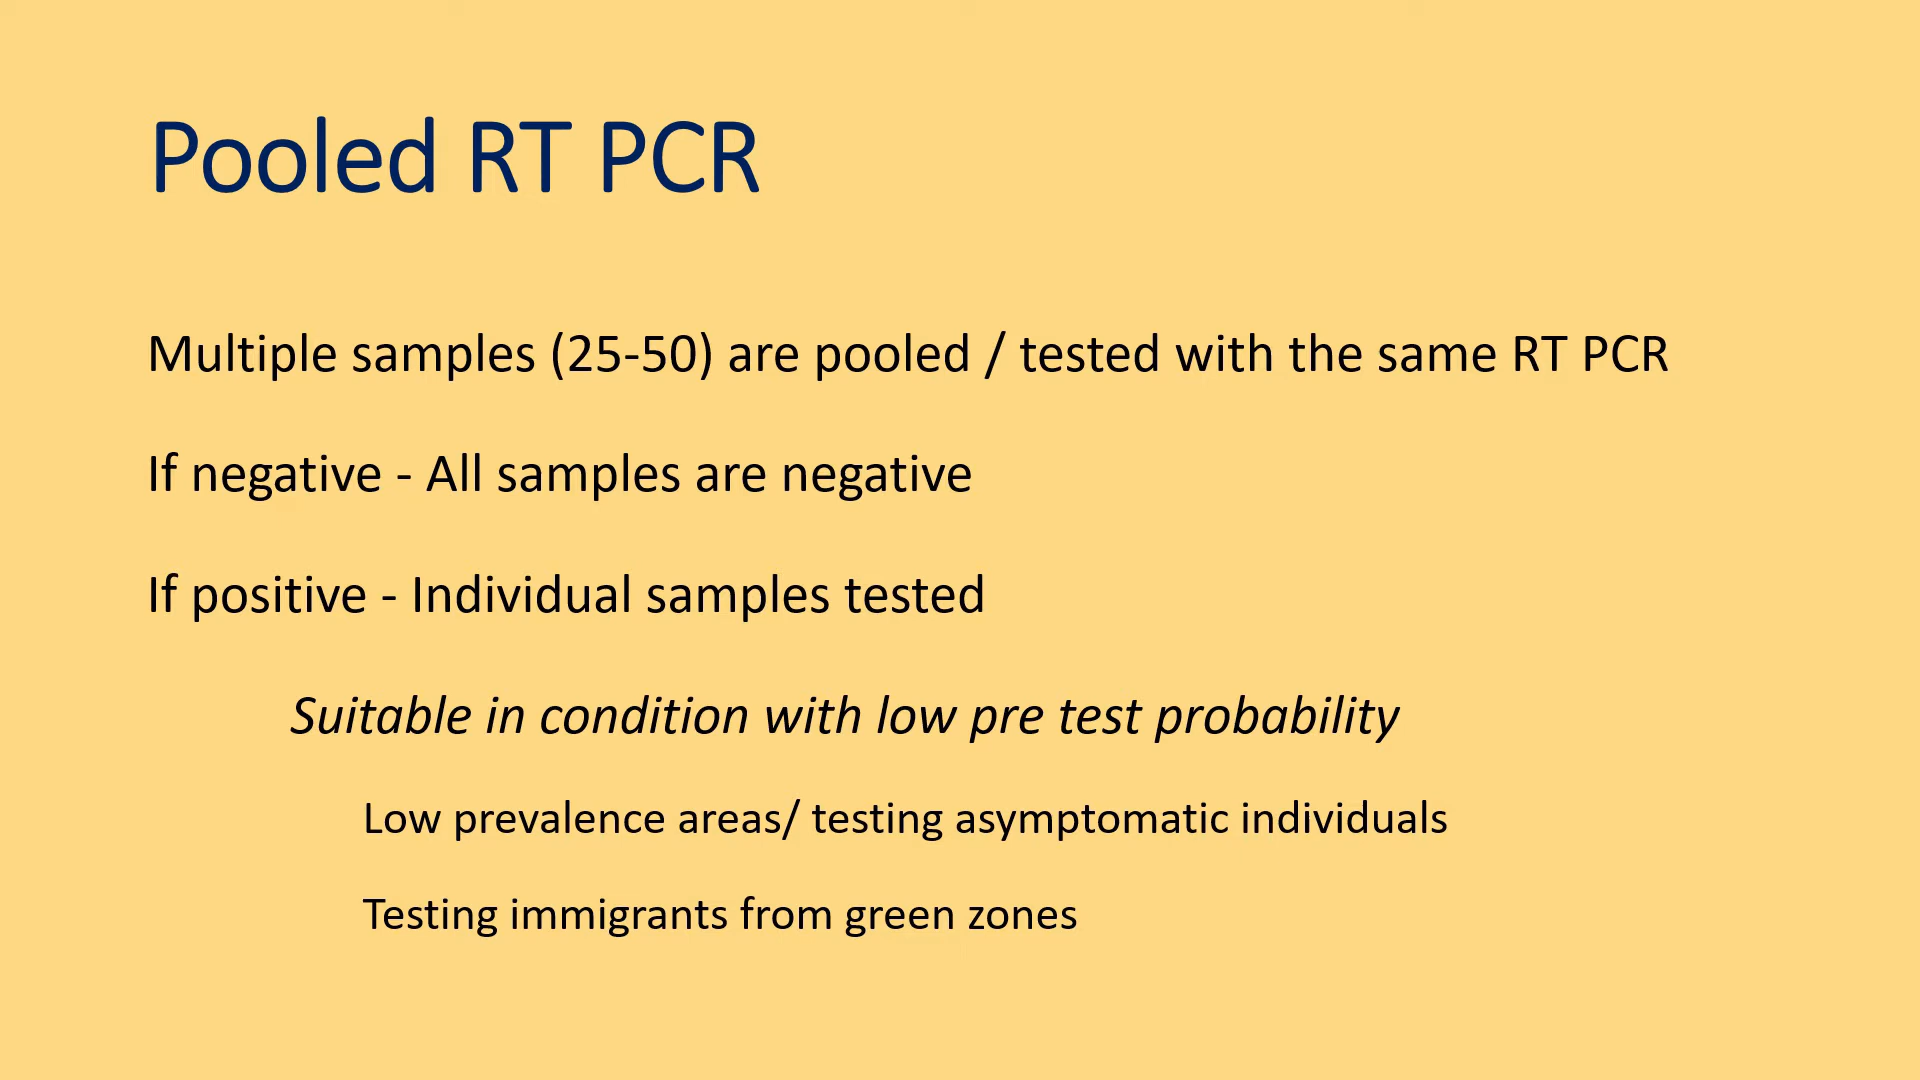 Pooled RT PCR
Multiple samples (25-50) are pooled / tested with the same RT PCR
If negative - All samples are negative
If positive - Individual samples tested
Suitable in condition with low pre test probability
Low prevalence areas/ testing asymptomatic individuals
Testing immigrants from green zones